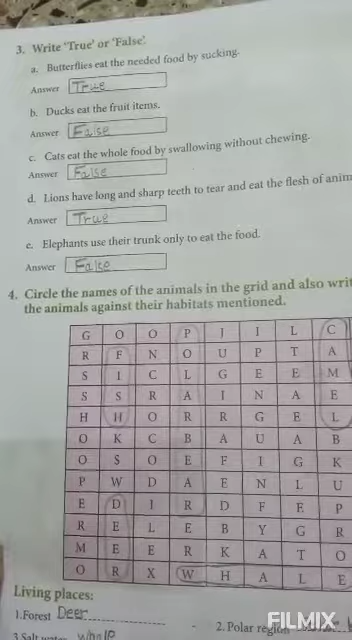 3. Write 'True' or 'False'.
a. Butterflies eat the needed food by sucking.
Answer True
b. Ducks eat the fruit items.
Answer False
c. Cats eat the whole food by swallowing without chewing.
Answer False
d. Lions have long and sharp teeth to tear and eat the flesh of anim
Answer True
e. Elephants use their trunk only to eat the food.
Answer False
4. Circle the names of the animals in the grid and also writ
the animals against their habitats mentioned.
G O O P J I L C
R F N O U P T A
S I C L G E E M
S S R A I N A E
H H O R R G E L
O K C B A U A B
O S O E F I G K
P W D A E N L U
E D I R D F E P
R E L E B Y G R
M E E R K A T O
O R X W H A L E
Living places:
1.Forest Deer
2. Polar region
3.Salt water whale
FILMIX